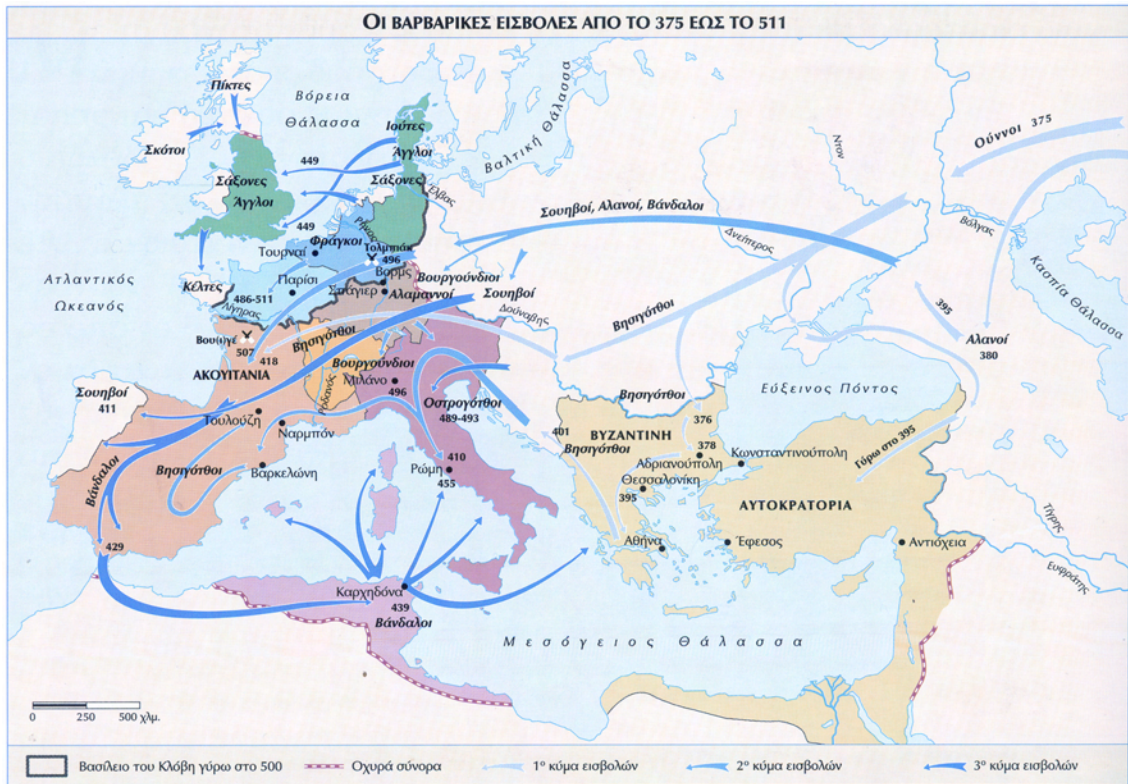 ΟΙ ΒΑΡΒΑΡΙΚΕΣ ΕΙΣΒΟΛΕΣ ΑΠΟ ΤΟ 375 ΕΩΣ ΤΟ 511
Πίκτες
Βόρεια
Θάλασσα
Σκότοι
Ιούτες
Άγγλοι
449
Σάξονες
Άγγλοι
Σάξονες
Έλβας
Βαλτική Θάλασσα
Ντον
Ούννοι 375
Βόλγας
Κασπία Θάλασσα
449
Φράγκοι
Ρήνος
Τουρναί
Τολμπιάκ
496
Σουηβοί, Αλανοί, Βάνδαλοι
Δνείπερος
Ατλαντικός
Ωκεανός
Κέλτες
486-511
Παρίσι
Λίγηρας
Βορμς
Σπάγιερ
Βουργούνδιοι
Αλαμαννοί
Σουηβοί
Δούναβης
Βησιγότθοι
395
Αλανοί
380
Βου(ι)γέ
507
418
Βησιγότθοι
ΑΚΟΥΙΤΑΝΙΑ
Βουργούνδιοι
Ροδανός
Μιλάνο
496
Οστρογότθοι
489-493
Εύξεινος Πόντος
Σουηβοί
411
Τουλούζη
Ναρμπόν
Βησιγότθοι
376
401
Βησιγότθοι
ΒΥΖΑΝΤΙΝΗ
378
Αδριανούπολη
Κωνσταντινούπολη
Γύρω στο 395
Βάνδαλοι
Βησιγότθοι
Βαρκελώνη
410
Ρώμη
455
Θεσσαλονίκη
395
ΑΥΤΟΚΡΑΤΟΡΙΑ
Τίγρης
429
Αθήνα
Έφεσος
Αντιόχεια
Ευφράτης
Καρχηδόνα
439
Βάνδαλοι
Μεσόγειος Θάλασσα
0 250 500 χλμ.
Βασίλειο του Κλόβη γύρω στο 500
Οχυρά σύνορα
1ο κύμα εισβολών
2ο κύμα εισβολών
3ο κύμα εισβολών